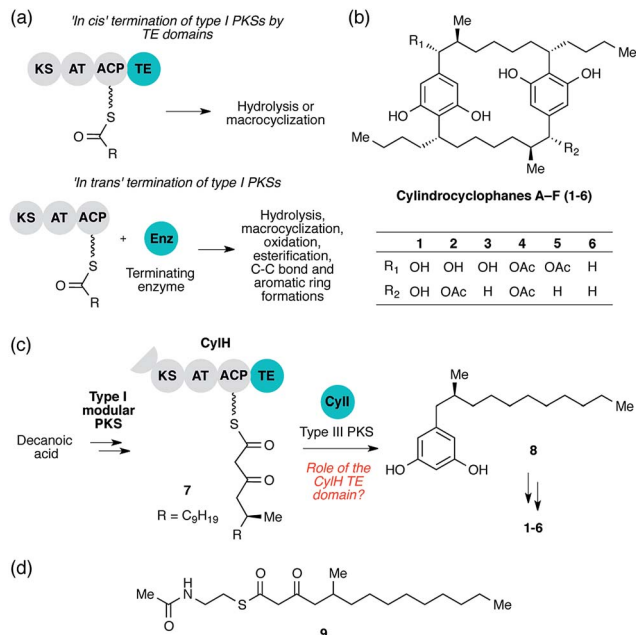 (a)
'In cis' termination of type I PKSs by
TE domains
KS AT ACP TE
S
O
R
Hydrolysis or
macrocyclization
'In trans' termination of type I PKSs
KS AT ACP
S
O
R
+
Enz
Terminating
enzyme
Hydrolysis,
macrocyclization,
oxidation,
esterification,
C-C bond and
aromatic ring
formations
(b)
Me
R1
Me
OH
HO
OH
HO
Me
Me
R2
Cylindrocyclophanes A–F (1-6)
1 2 3 4 5 6
R1 OH OH OH OAc OAc H
R2 OH OAc H OAc H H
(c)
CylH
KS AT ACP TE
Type I
modular
PKS
Decanoic
acid
S
O
O
Me
R
7
R = C9H19
CylI
Type III PKS
Role of the
CylH TE
domain?
Me
Me
HO
OH
8
1-6
(d)
Me
O
H
N
S
O
O
Me
Me
9